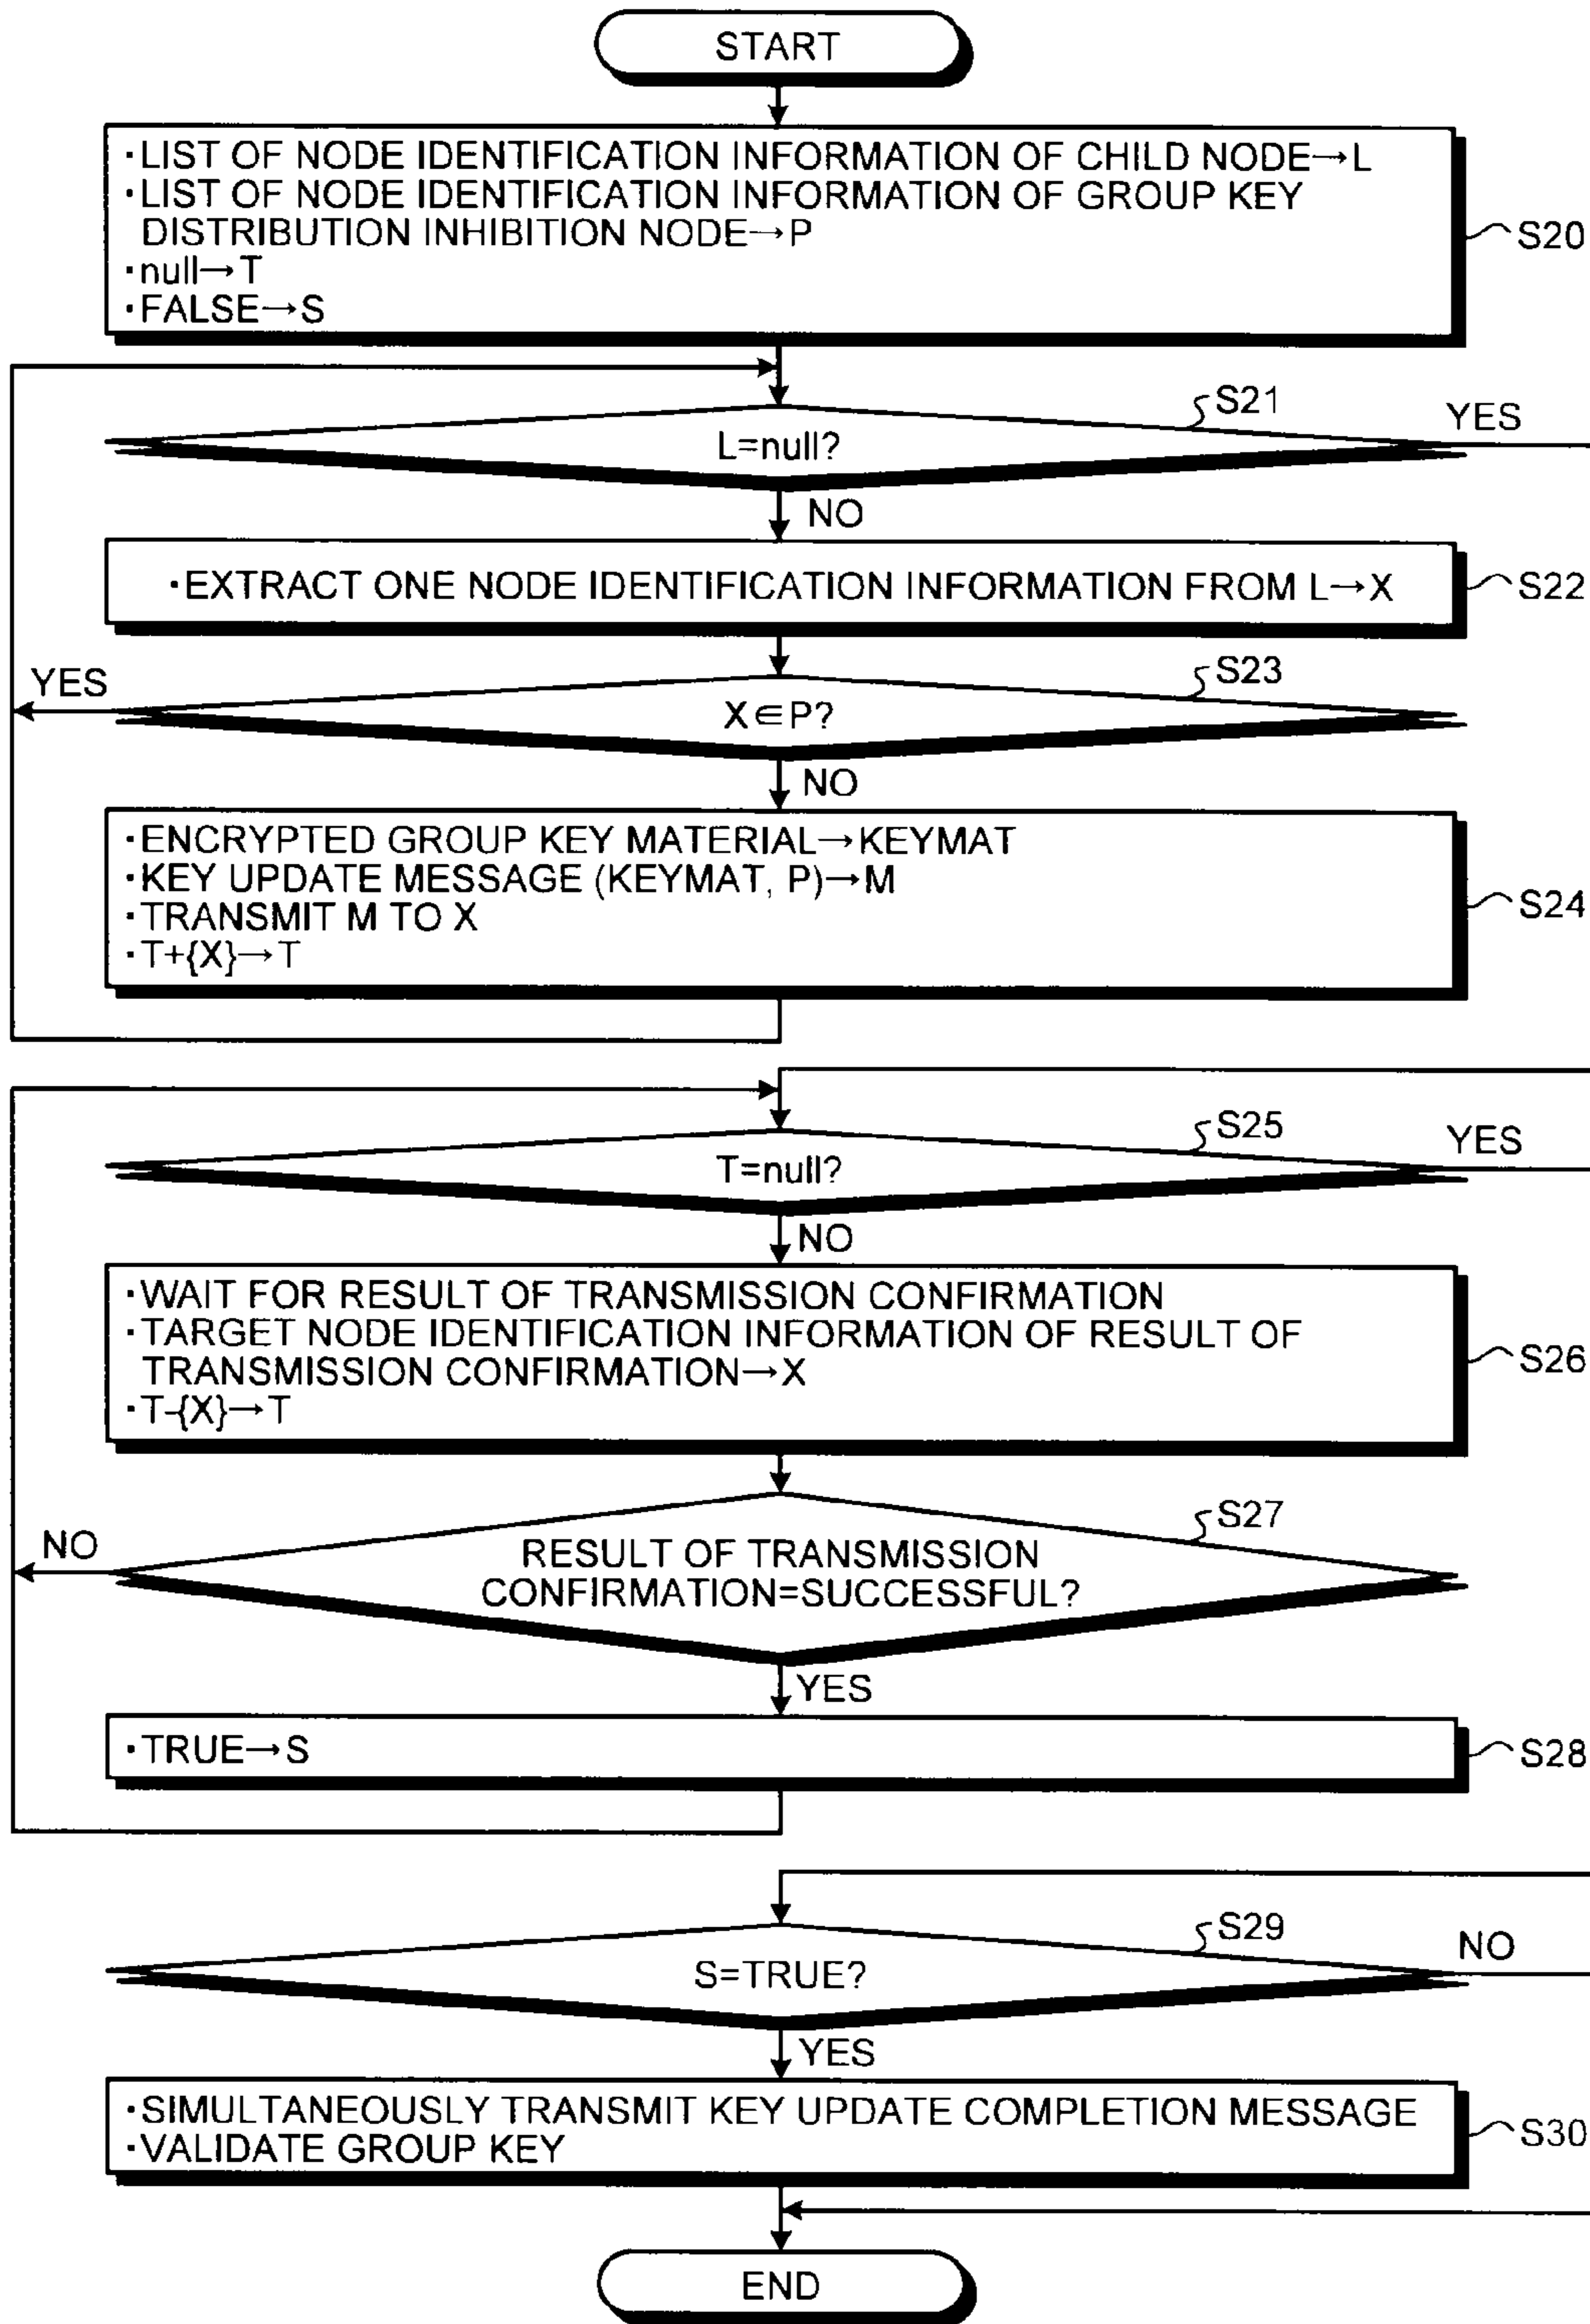 START
·LIST OF NODE IDENTIFICATION INFORMATION OF CHILD NODE→L
·LIST OF NODE IDENTIFICATION INFORMATION OF GROUP KEY
DISTRIBUTION INHIBITION NODE→P
·null→T
·FALSE→S
S20
S21
YES
L=null?
NO
·EXTRACT ONE NODE IDENTIFICATION INFORMATION FROM L→X
S22
S23
YES
X∈P?
NO
·ENCRYPTED GROUP KEY MATERIAL→KEYMAT
·KEY UPDATE MESSAGE (KEYMAT, P)→M
·TRANSMIT M TO X
·T+{X}→T
S24
S25
YES
T=null?
NO
·WAIT FOR RESULT OF TRANSMISSION CONFIRMATION
·TARGET NODE IDENTIFICATION INFORMATION OF RESULT OF
TRANSMISSION CONFIRMATION→X
·T-{X}→T
S26
S27
NO
RESULT OF TRANSMISSION
CONFIRMATION=SUCCESSFUL?
YES
·TRUE→S
S28
S29
NO
S=TRUE?
YES
·SIMULTANEOUSLY TRANSMIT KEY UPDATE COMPLETION MESSAGE
·VALIDATE GROUP KEY
S30
END